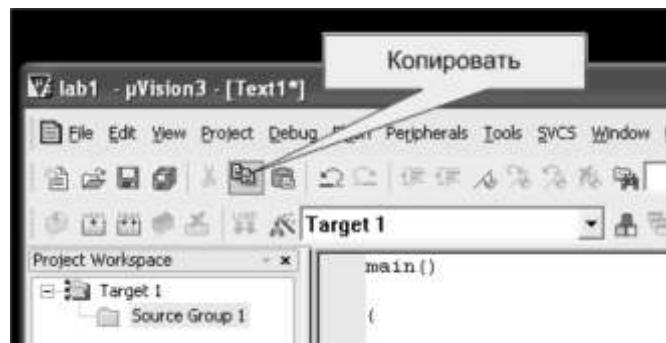 Копировать
lab1 - µVision3 - [Text1*]
File Edit View Project Debug Peripherals Tools SVCS Window
Target 1
Project Workspace
main()
Target 1
Source Group 1
{